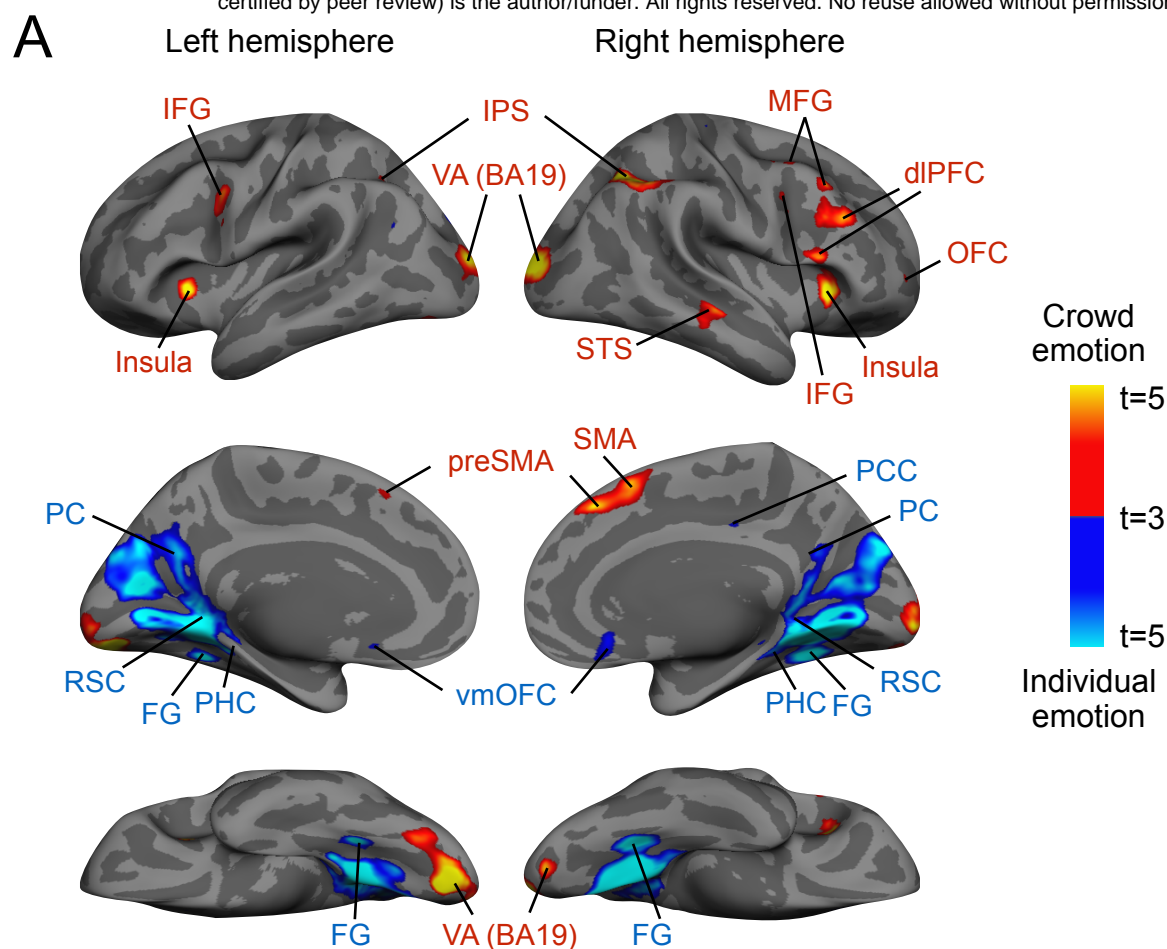 certified by peer review) is the author/funder. All rights reserved. No reuse allowed without permission
A
Left hemisphere
Right hemisphere
IFG
IPS
MFG
VA (BA19)
dlPFC
OFC
Insula
STS
IFG
Insula
Crowd
emotion
t=5
t=3
t=5
Individual
emotion
preSMA
SMA
PCC
PC
PC
RSC
FG
PHC
vmOFC
PHC
FG
RSC
FG
VA (BA19)
FG